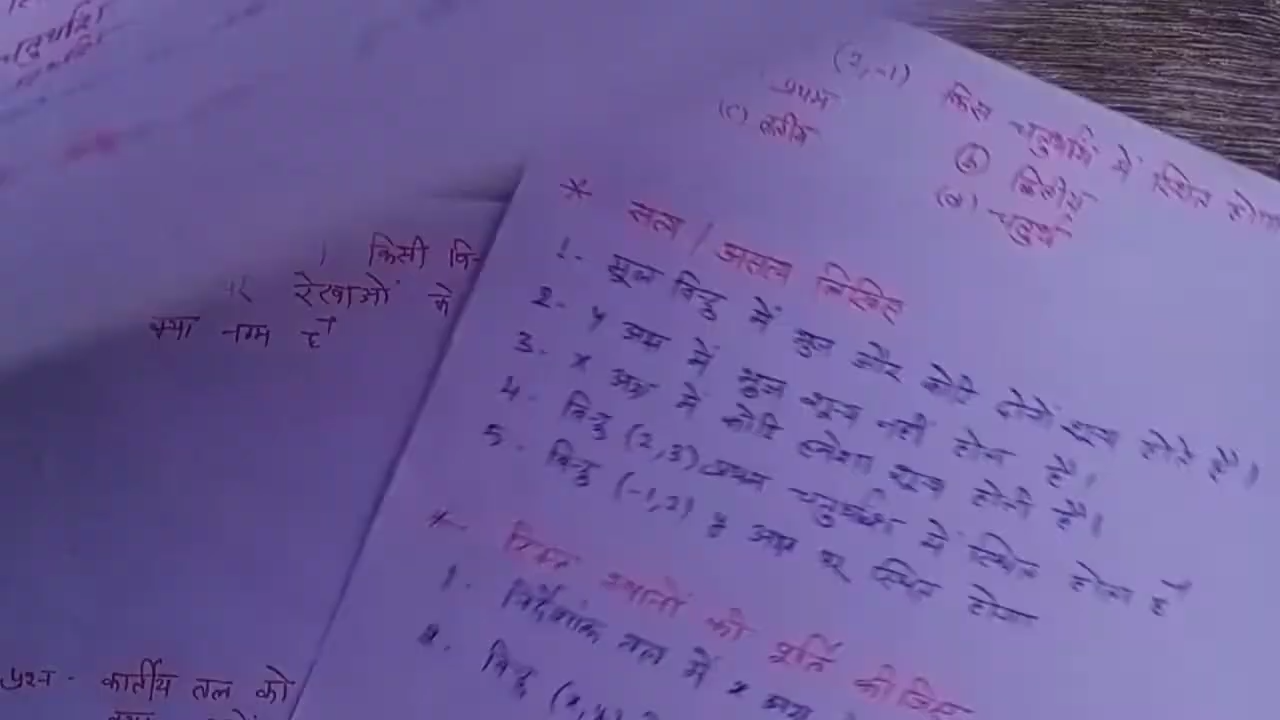 चतुर्थांश
(2,-1) किस चतुर्थांश में स्थित होगा
प्रथम (b) द्वितीय
(c) तृतीय (d) चतुर्थ
* सत्य / असत्य लिखिए
1. मूल बिन्दु में भुज और कोटि दोनों शून्य होते है।
2. y अक्ष में भुज शून्य नहीं होता है।
3. x अक्ष में कोटि हमेशा शून्य होती है।
4. बिन्दु (2,3) प्रथम चतुर्थांश में स्थित होता है
5. बिन्दु (-1,2) y अक्ष पर स्थित होगा
* रिक्त स्थानों की पूर्ति कीजिए
1. निर्देशांक तल में x अक्ष
2. बिन्दु (x,y)
किसी
रेखाओं के
क्या नाम है
प्रश्न - कार्तीय तल को